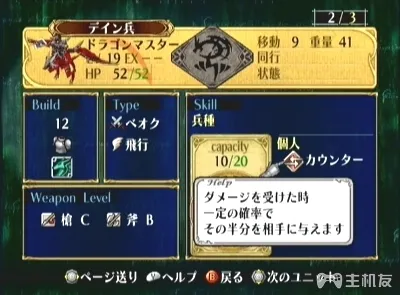 デイン兵
2/3
ドラゴンマスター
LV 19 EX--
HP 52/52
移動 9 重量 41
同行
状態
Build
12
Type
ベオク
飛行
Skill
兵種
個人
capacity
10/20
カウンター
Help
ダメージを受けた時
一定の確率で
その半分を相手に与えます
Weapon Level
槍 C 斧 B
ページ送り ヘルプ B 戻る 次のユニット
主机友